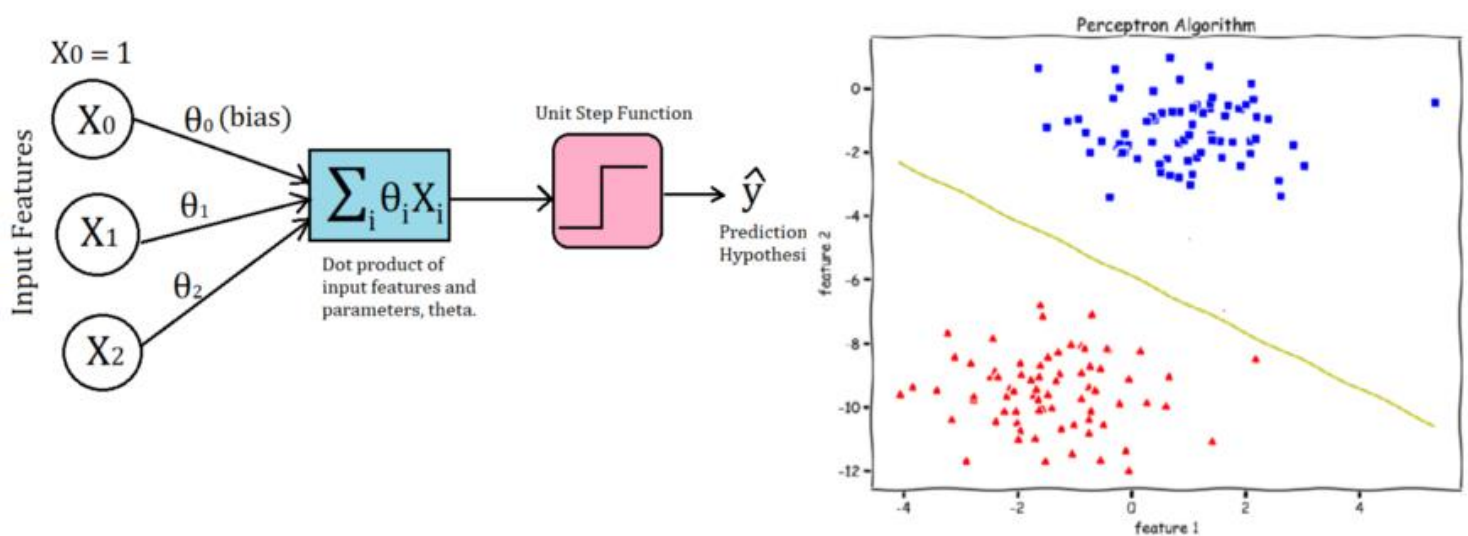 X0 = 1
Input Features
X0
θ0 (bias)
X1
θ1
X2
θ2
∑i θi Xi
Dot product of
input features and
parameters, theta.
Unit Step Function
ŷ
Prediction
Hypothesi
Perceptron Algorithm
feature 2
0
-2
-4
-6
-8
-10
-12
-4
-2
0
2
4
feature 1